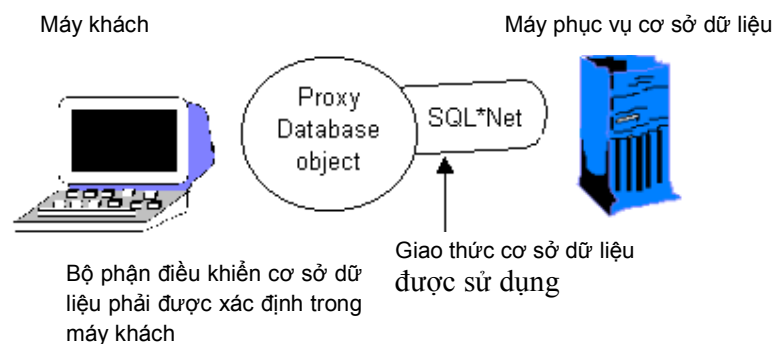 Máy khách
Máy phục vụ cơ sở dữ liệu
Proxy
Database
object
SQL*Net
Giao thức cơ sở dữ liệu
được sử dụng
Bộ phận điều khiển cơ sở dữ
liệu phải được xác định trong
máy khách